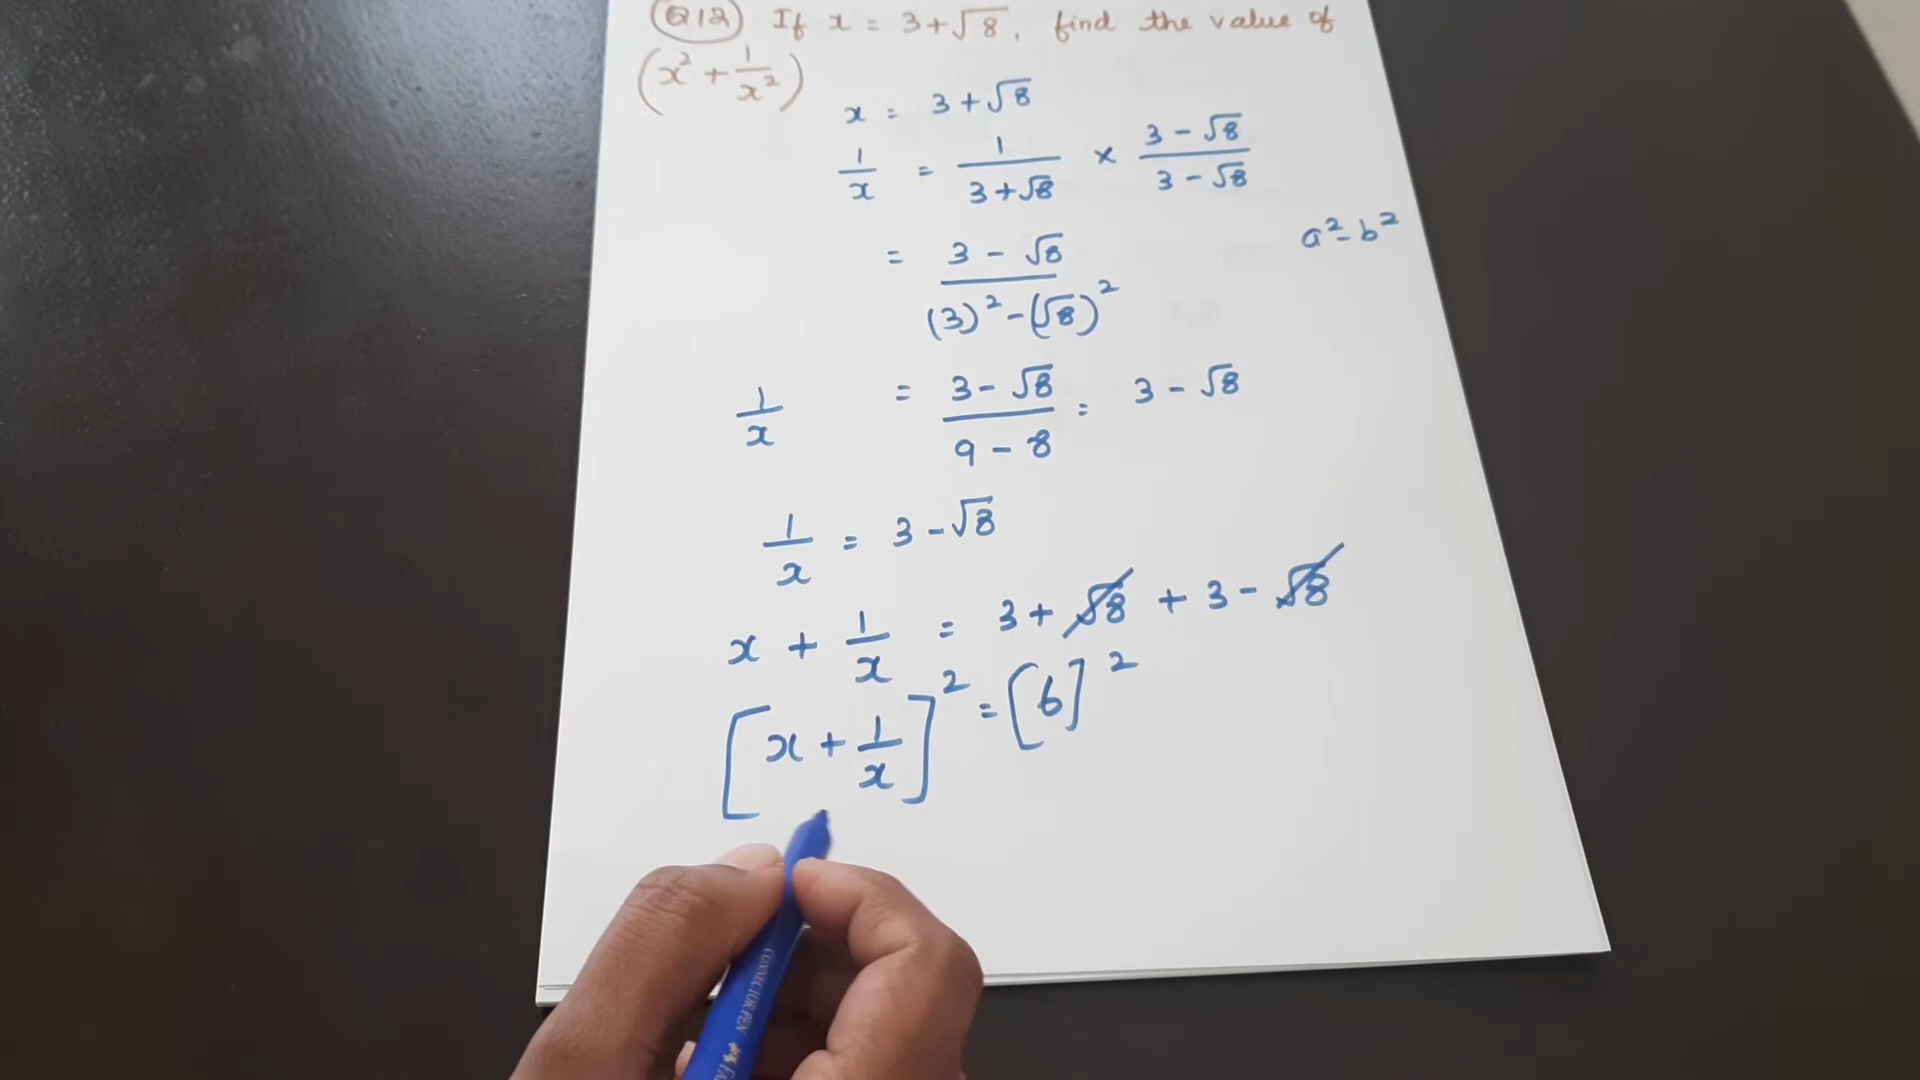 Q12) If x = 3+√8, find the value of
(x² + 1/x²)
x = 3+√8
1/x = 1/(3+√8) × (3-√8)/(3-√8)
a²-b²
= (3-√8)/((3)²-(√8)²)
1/x = (3-√8)/(9-8) = 3-√8
1/x = 3-√8
x + 1/x = 3+√8 + 3-√8
[x + 1/x]² = [6]²
CONNECTOR PEN